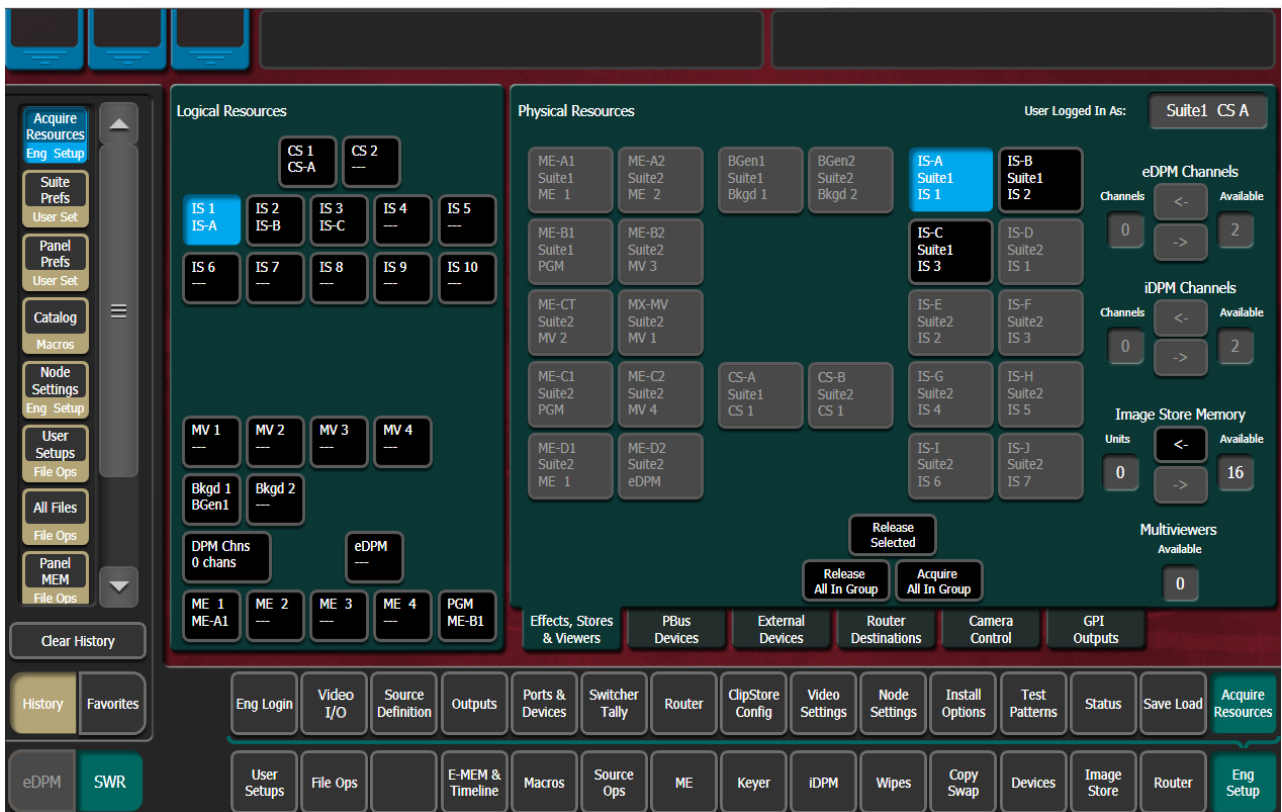 Logical Resources
Physical Resources
User Logged In As:
Suite1 CS A
Acquire
Resources
Eng Setup
Suite
Prefs
User Set
Panel
Prefs
User Set
Catalog
Macros
Node
Settings
Eng Setup
User
Setups
File Ops
All Files
File Ops
Panel
MEM
File Ops
Clear History
History
Favorites
eDPM
SWR
CS 1
CS-A
CS 2
---
IS 1
IS-A
IS 2
IS-B
IS 3
IS-C
IS 4
---
IS 5
---
IS 6
---
IS 7
---
IS 8
---
IS 9
---
IS 10
---
MV 1
---
MV 2
---
MV 3
---
MV 4
---
Bkgd 1
BGen1
Bkgd 2
---
DPM Chns
0 chans
eDPM
---
ME 1
ME-A1
ME 2
---
ME 3
---
ME 4
---
PGM
ME-B1
ME-A1
Suite1
ME 1
ME-A2
Suite2
ME 2
BGen1
Suite1
Bkgd 1
BGen2
Suite2
Bkgd 2
IS-A
Suite1
IS 1
IS-B
Suite1
IS 2
ME-B1
Suite1
PGM
ME-B2
Suite2
MV 3
IS-C
Suite1
IS 3
IS-D
Suite2
IS 1
ME-CT
Suite2
MV 2
MX-MV
Suite2
MV 1
IS-E
Suite2
IS 2
IS-F
Suite2
IS 3
ME-C1
Suite2
PGM
ME-C2
Suite2
MV 4
CS-A
Suite1
CS 1
CS-B
Suite2
CS 1
IS-G
Suite2
IS 4
IS-H
Suite2
IS 5
ME-D1
Suite2
ME 1
ME-D2
Suite2
eDPM
IS-I
Suite2
IS 6
IS-J
Suite2
IS 7
eDPM Channels
Channels
<-
Available
0
->
2
iDPM Channels
Channels
<-
Available
0
->
2
Image Store Memory
Units
<-
Available
0
->
16
Multiviewers
Available
0
Release
Selected
Release
All In Group
Acquire
All In Group
Effects, Stores
& Viewers
PBus
Devices
External
Devices
Router
Destinations
Camera
Control
GPI
Outputs
Eng Login
Video
I/O
Source
Definition
Outputs
Ports &
Devices
Switcher
Tally
Router
ClipStore
Config
Video
Settings
Node
Settings
Install
Options
Test
Patterns
Status
Save Load
Acquire
Resources
User
Setups
File Ops
E-MEM &
Timeline
Macros
Source
Ops
ME
Keyer
iDPM
Wipes
Copy
Swap
Devices
Image
Store
Router
Eng
Setup